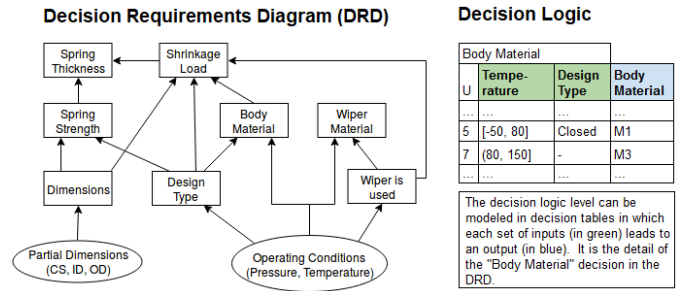 Decision Requirements Diagram (DRD)
Spring
Thickness
Shrinkage
Load
Spring
Strength
Body
Material
Wiper
Material
Dimensions
Design
Type
Wiper is
used
Partial Dimensions
(CS, ID, OD)
Operating Conditions
(Pressure, Temperature)
Decision Logic
Body Material
U Tempe-
rature Design
Type Body
Material
... ... ... ...
5 [-50, 80] Closed M1
7 (80, 150] - M3
... ... ... ...
The decision logic level can be
modeled in decision tables in which
each set of inputs (in green) leads to
an output (in blue). It is the detail of
the "Body Material" decision in the
DRD.